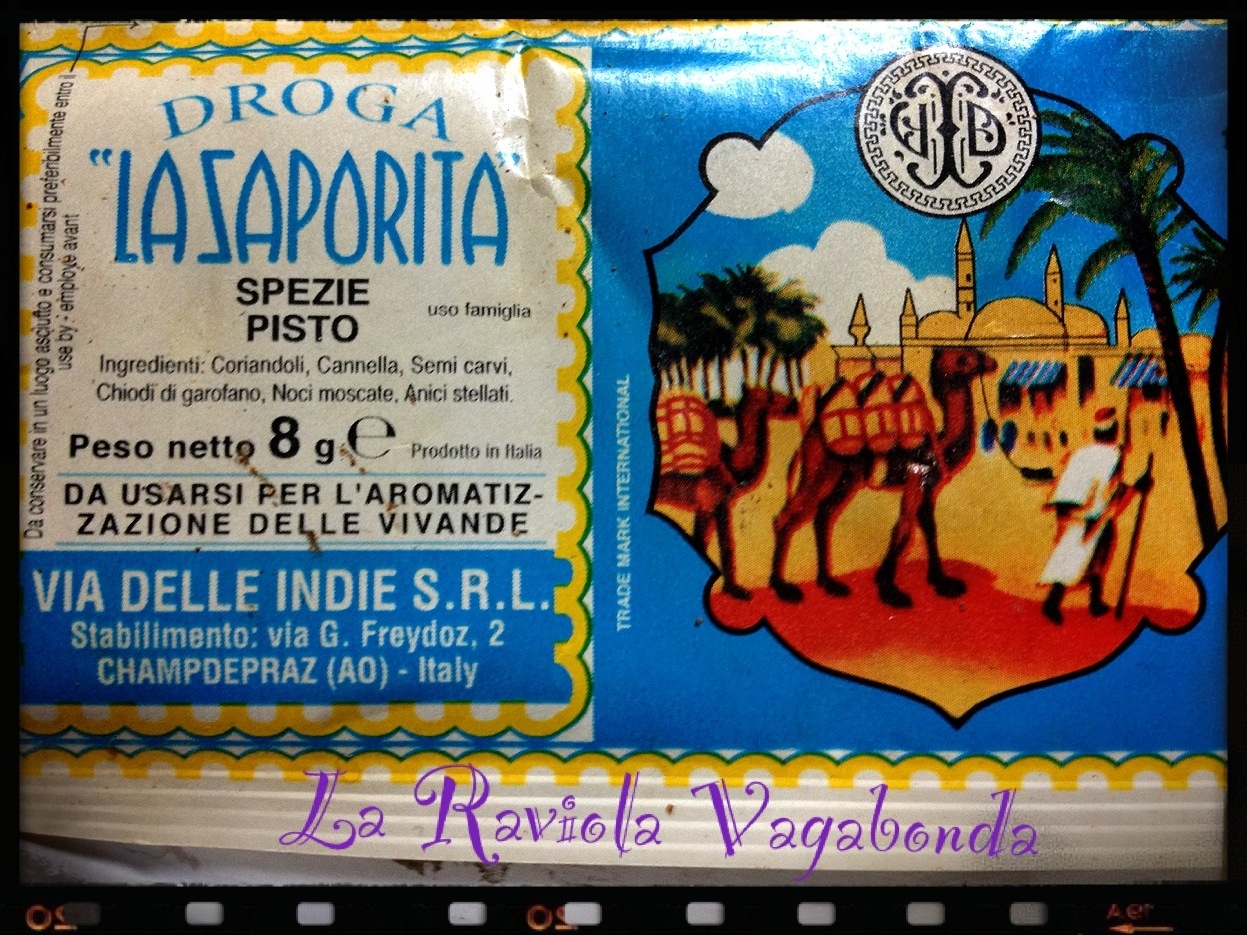 DROGA
"LA SAPORITA"
SPEZIE
PISTO
uso famiglia
Ingredienti: Coriandoli, Cannella, Semi carvi,
Chiodi di garofano, Noci moscate, Anici stellati.
Peso netto 8 g e Prodotto in Italia
DA USARSI PER L'AROMATIZ-
ZAZIONE DELLE VIVANDE
VIA DELLE INDIE S.R.L.
Stabilimento: via G. Freydoz, 2
CHAMPDEPRAZ (AO) - Italy
Da conservare in un luogo asciutto e consumarsi preferibilmente entro il
use by - employé avant
TRADE MARK INTERNATIONAL
La Raviola Vagabonda